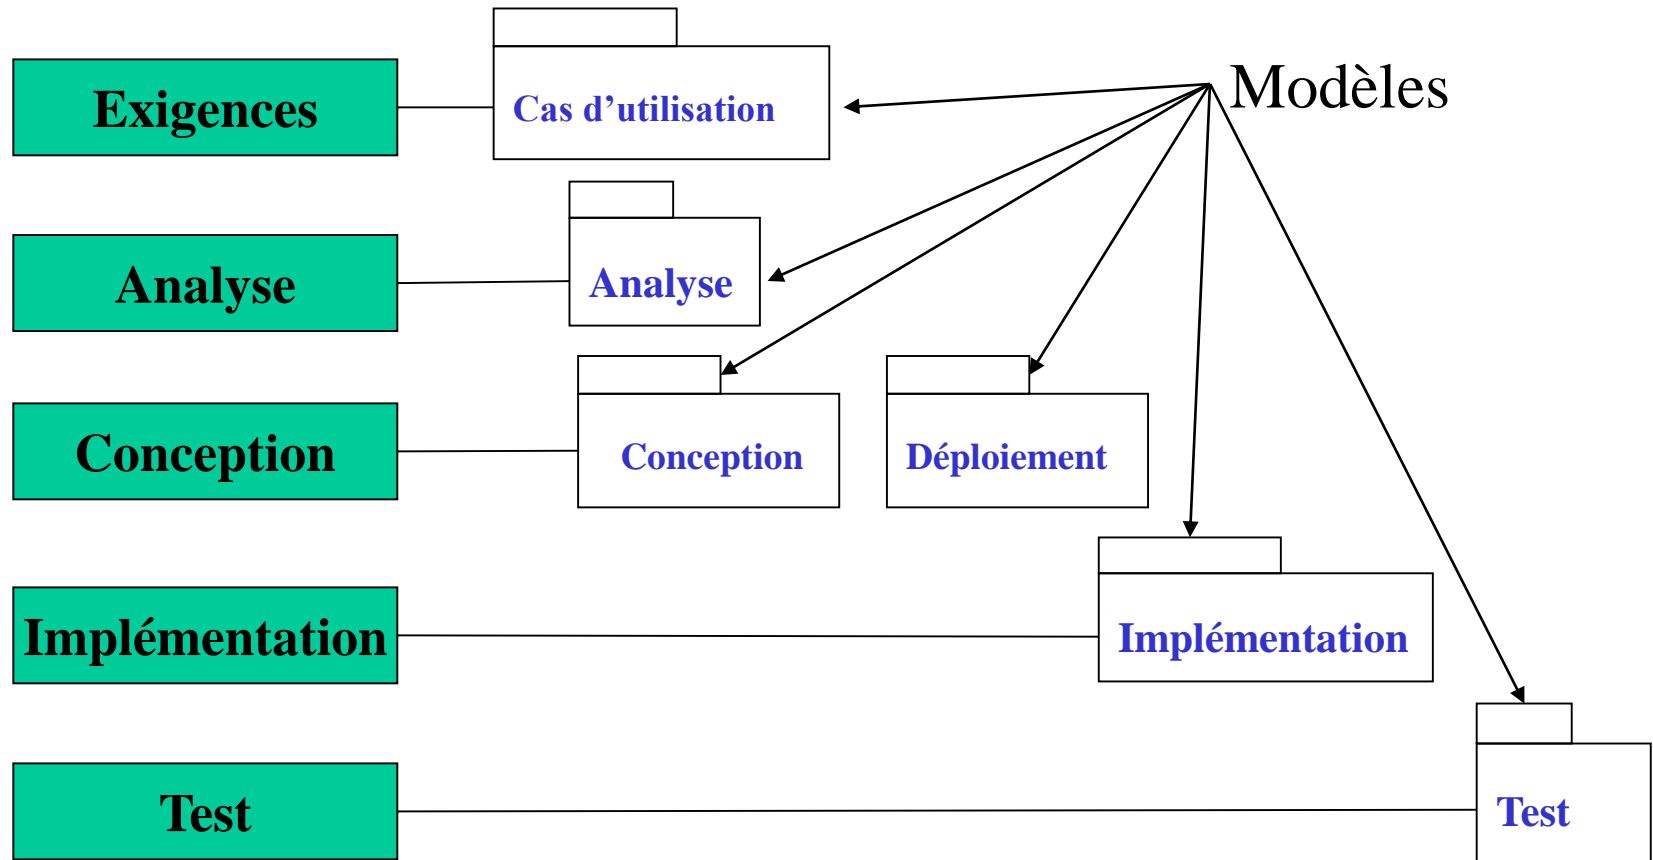 Exigences
Cas d’utilisation
Modèles
Analyse
Analyse
Conception
Conception
Déploiement
Implémentation
Implémentation
Test
Test